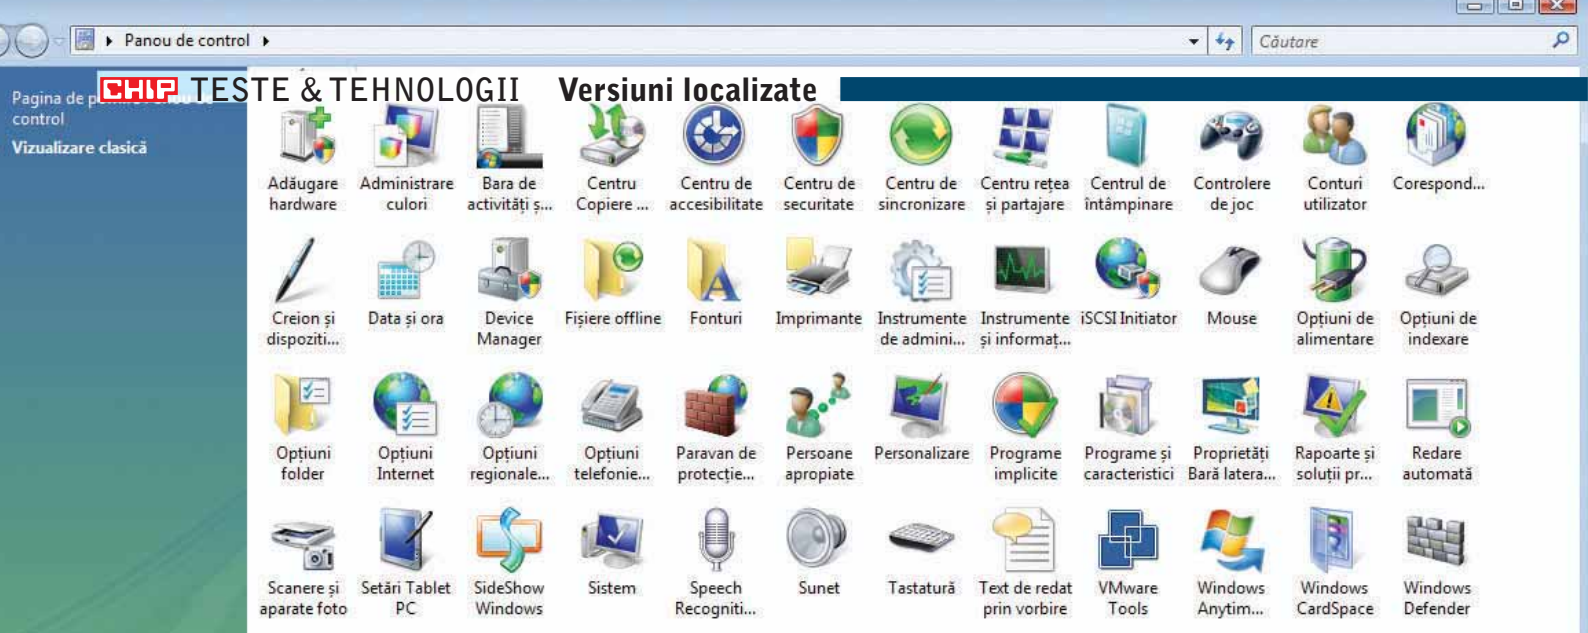 Panou de control
Căutare
CHIP TESTE & TEHNOLOGII Versiuni localizate
Pagina de
control
Vizualizare clasică
Adăugare hardware
Administrare culori
Bara de activități ș...
Centru Copiere ...
Centru de accesibilitate
Centru de securitate
Centru de sincronizare
Centru rețea și partajare
Centrul de întâmpinare
Controlere de joc
Conturi utilizator
Corespond...
Creion și dispoziti...
Data și ora
Device Manager
Fișiere offline
Fonturi
Imprimante
Instrumente de admini...
Instrumente și informaț...
iSCSI Initiator
Mouse
Opțiuni de alimentare
Opțiuni de indexare
Opțiuni folder
Opțiuni Internet
Opțiuni regionale...
Opțiuni telefonie...
Paravan de protecție...
Persoane apropiate
Personalizare
Programe implicite
Programe și caracteristici
Proprietăți Bară latera...
Rapoarte și soluții pr...
Redare automată
Scanere și aparate foto
Setări Tablet PC
SideShow Windows
Sistem
Speech Recogniti...
Sunet
Tastatură
Text de redat prin vorbire
VMware Tools
Windows Anytim...
Windows CardSpace
Windows Defender